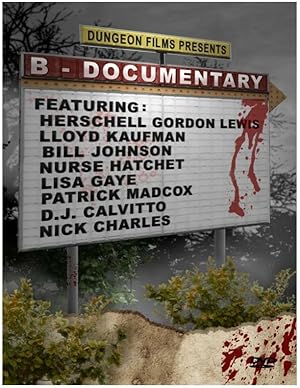 DUNGEON FILMS PRESENTS
B - DOCUMENTARY
FEATURING:
HERSCHELL GORDON LEWIS
LLOYD KAUFMAN
BILL JOHNSON
NURSE HATCHET
LISA GAYE
PATRICK MADCOX
D.J. CALVITTO
NICK CHARLES
DVD